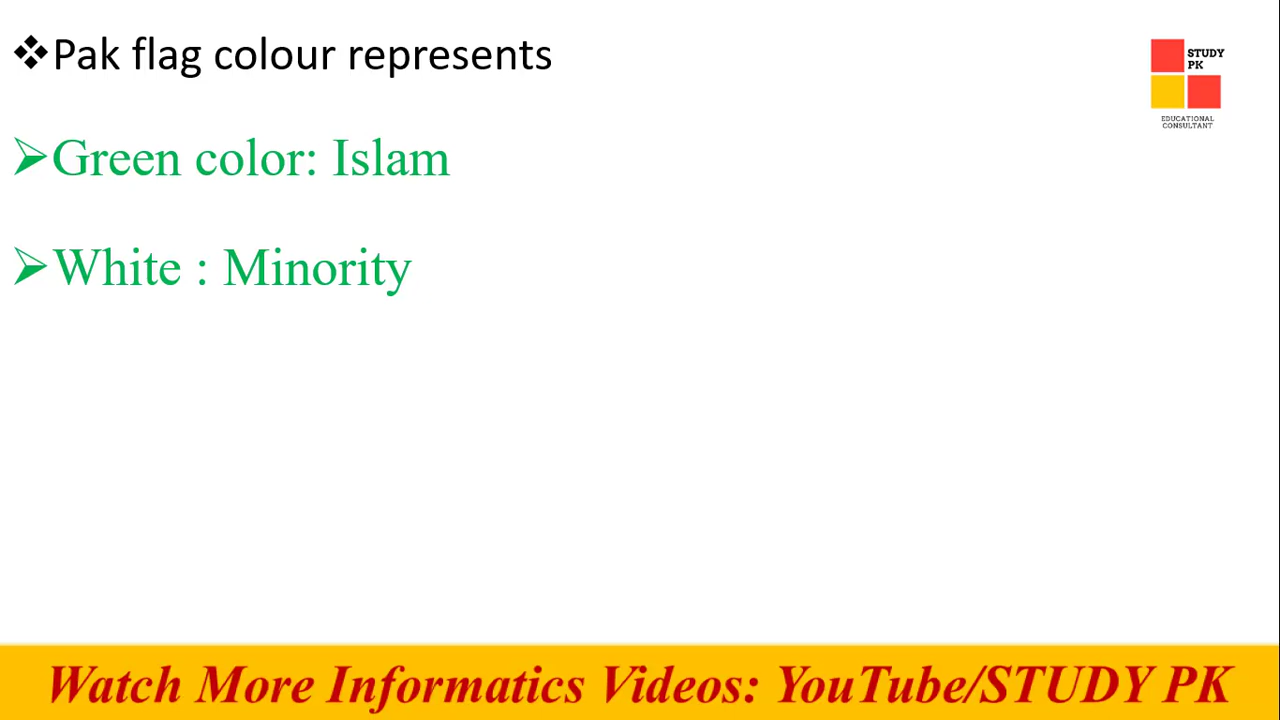 ❖Pak flag colour represents
STUDY
PK
EDUCATIONAL
CONSULTANT
➢Green color: Islam
➢White : Minority
Watch More Informatics Videos: YouTube/STUDY PK